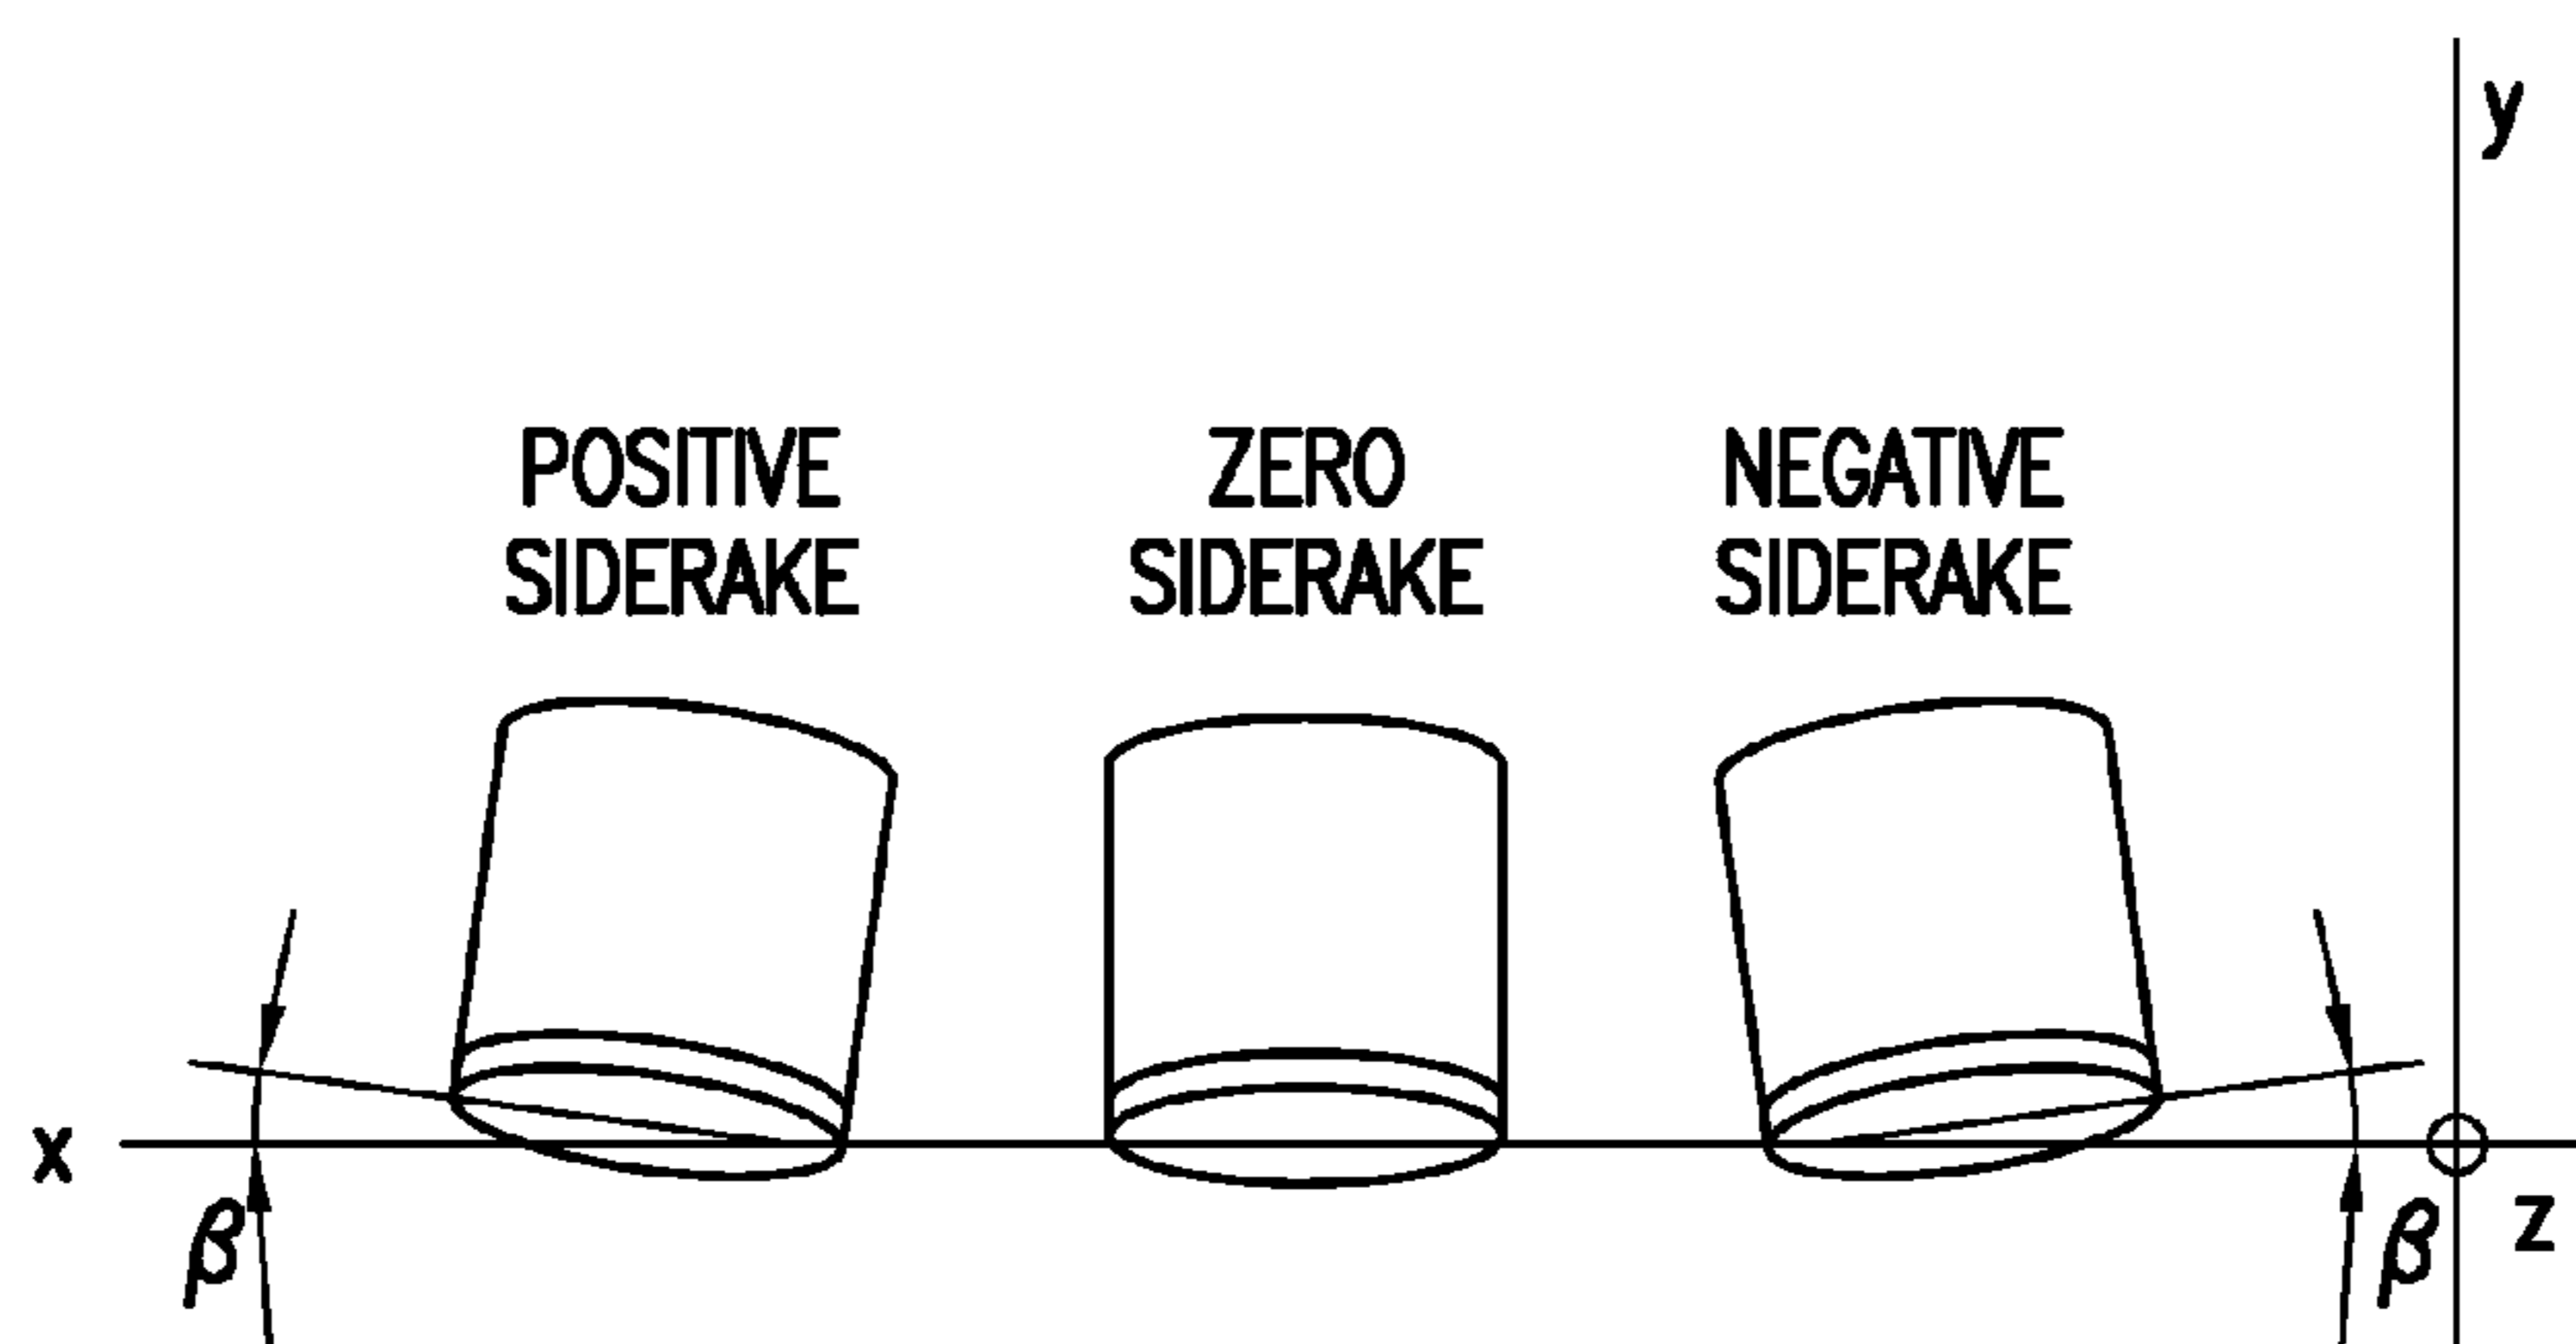 y
POSITIVE
SIDERAKE
ZERO
SIDERAKE
NEGATIVE
SIDERAKE
x
β
β
z